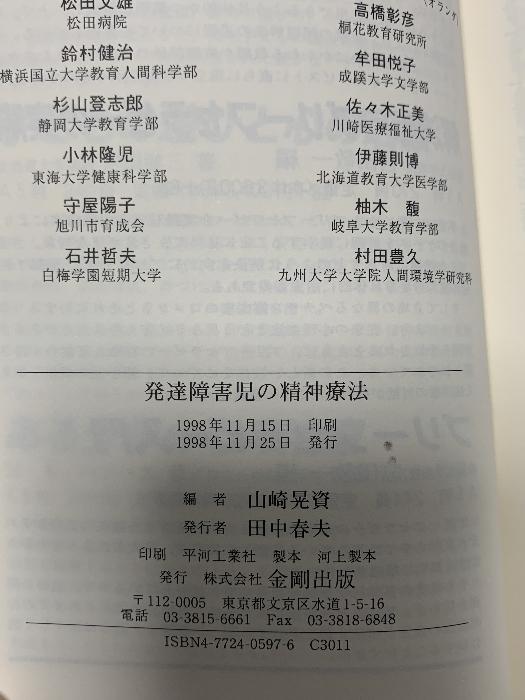 松田文雄
松田病院
鈴村健治
横浜国立大学教育人間科学部
杉山登志郎
静岡大学教育学部
小林隆児
東海大学健康科学部
守屋陽子
旭川市育成会
石井哲夫
白梅学園短期大学
(オランダ
高橋彰彦
桐花教育研究所
牟田悦子
成蹊大学文学部
佐々木正美
川崎医療福祉大学
伊藤則博
北海道教育大学医学部
柚木 馥
岐阜大学教育学部
村田豊久
九州大学大学院人間環境学研究科
発達障害児の精神療法
1998年11月15日 印刷
1998年11月25日 発行
編 者 山崎晃資
発行者 田中春夫
印刷 平河工業社 製本 河上製本
発行 株式会社 金剛出版
〒112-0005 東京都文京区水道1-5-16
電話 03-3815-6661 Fax 03-3818-6848
ISBN4-7724-0597-6 C3011